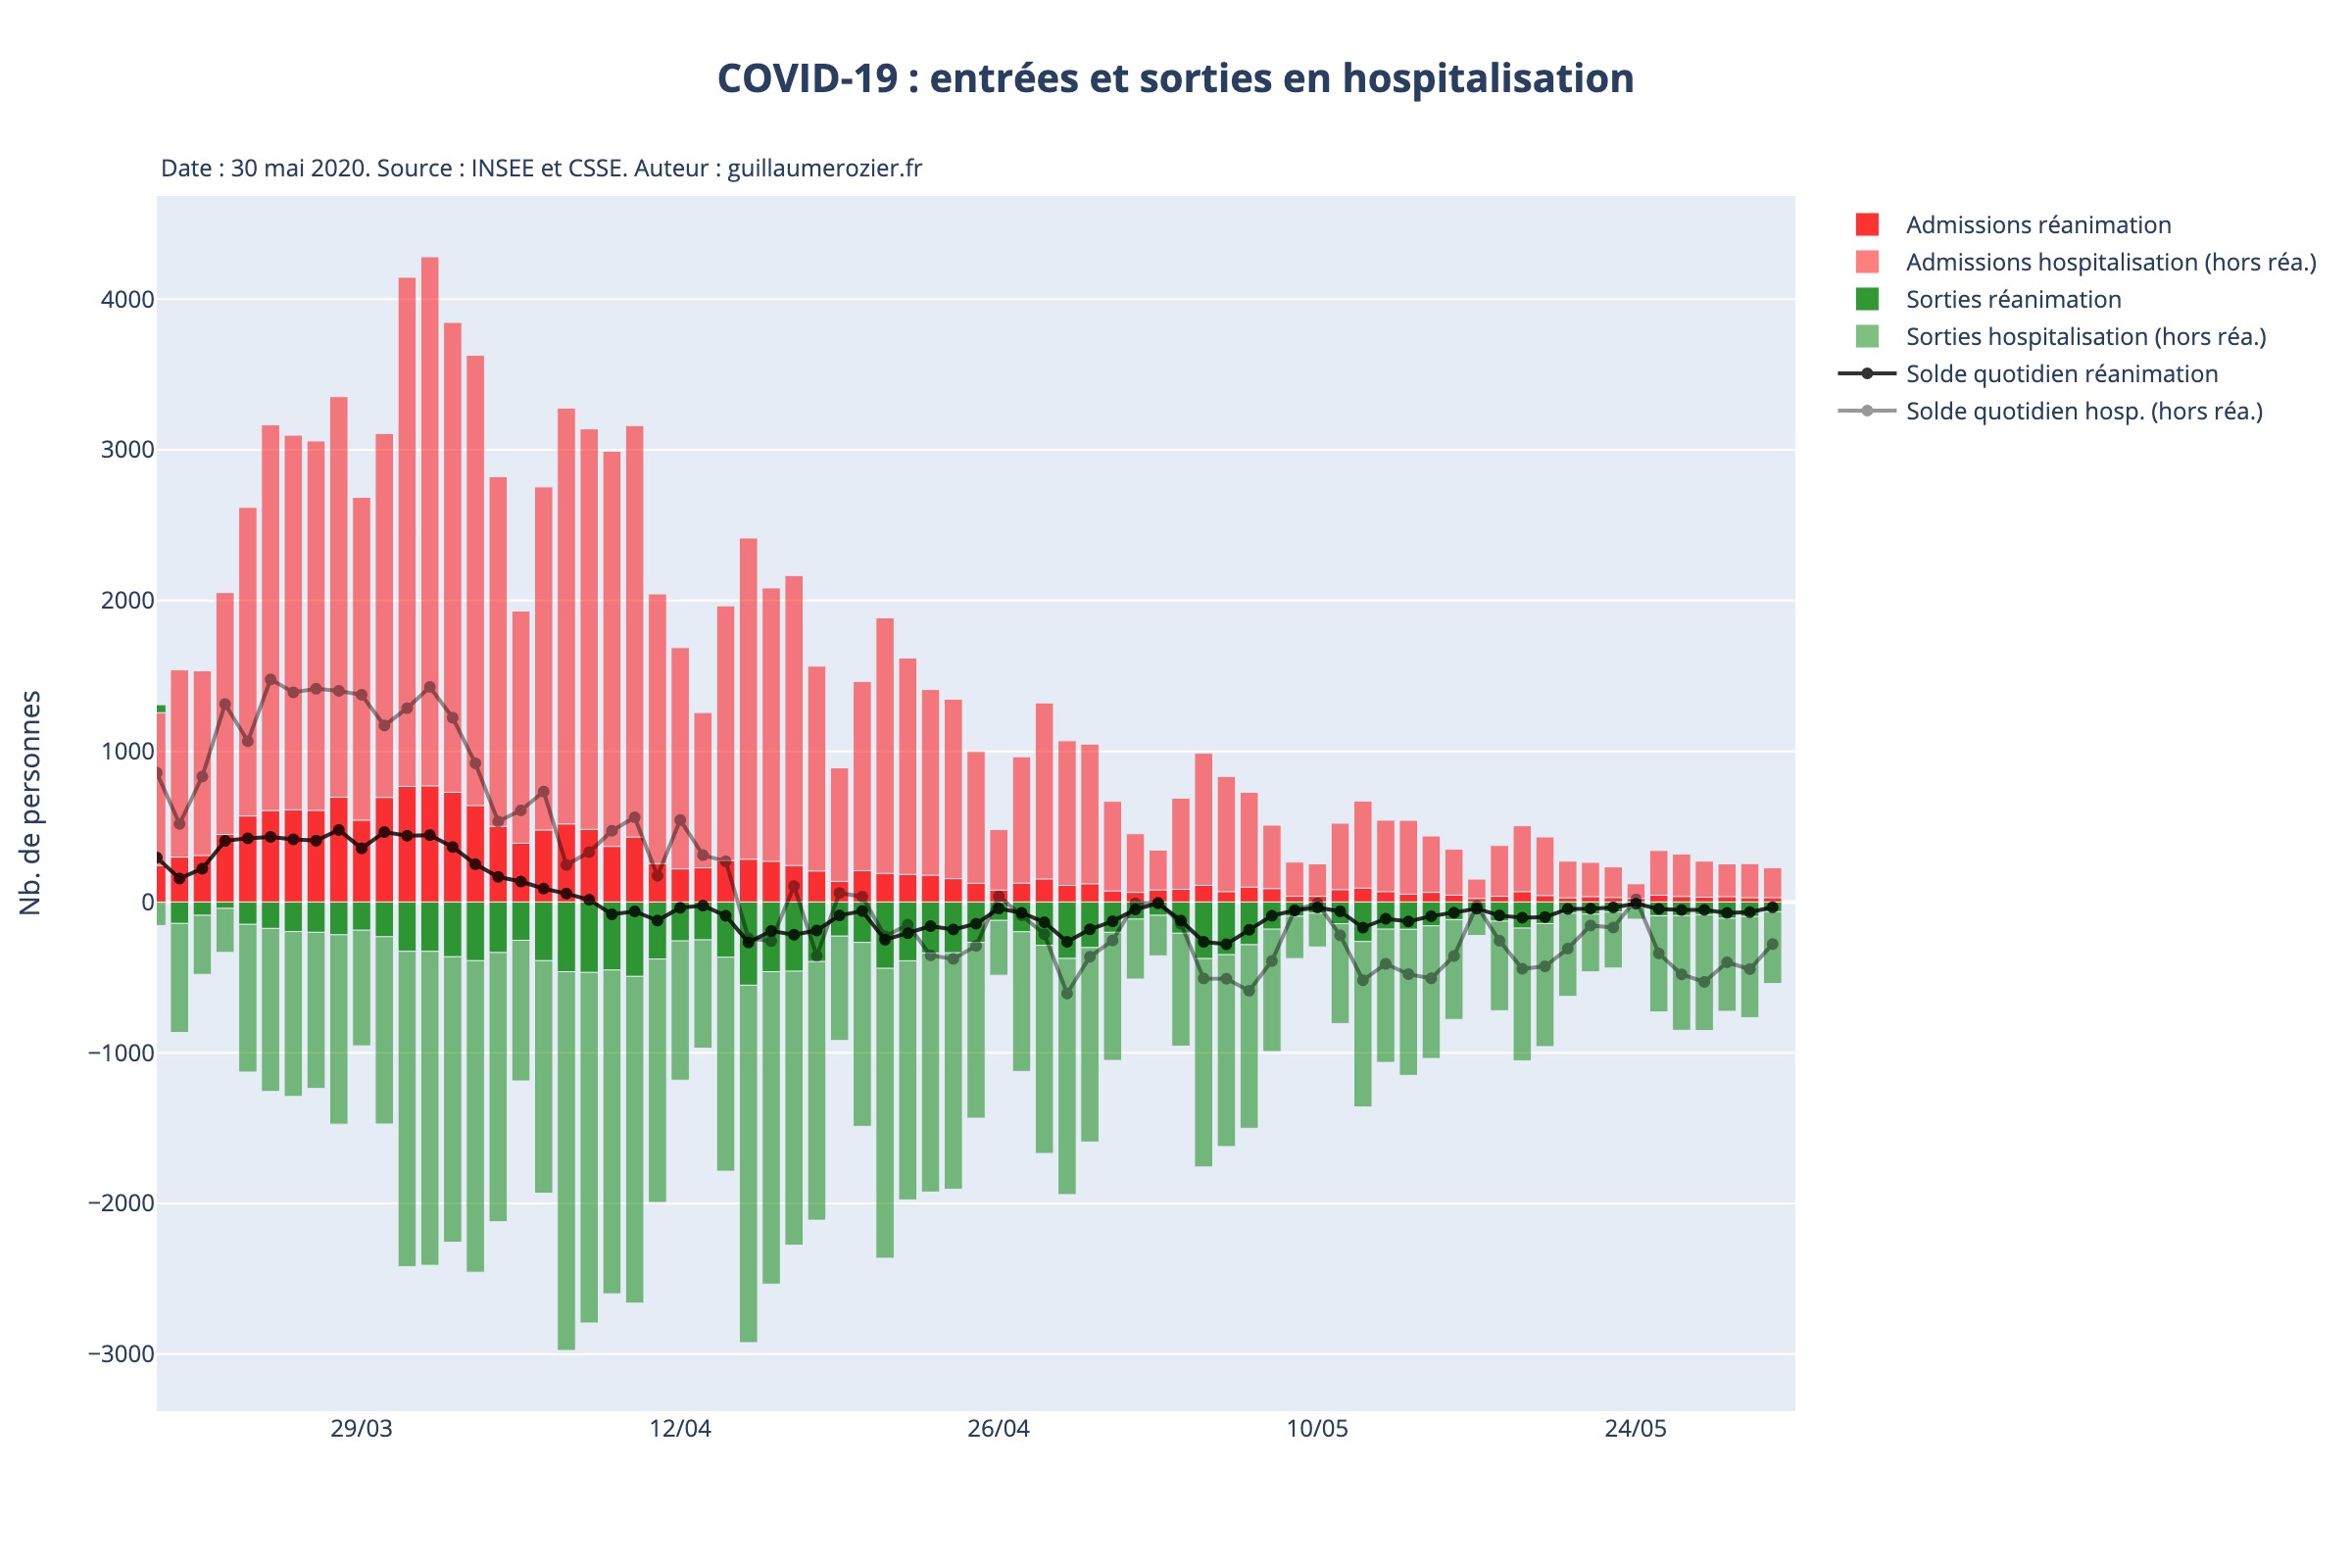 COVID-19 : entrées et sorties en hospitalisation
Date : 30 mai 2020. Source : INSEE et CSSE. Auteur : guillaumerozier.fr
Admissions réanimation
Admissions hospitalisation (hors réa.)
Sorties réanimation
Sorties hospitalisation (hors réa.)
Solde quotidien réanimation
Solde quotidien hosp. (hors réa.)
Nb. de personnes
4000
3000
2000
1000
0
−1000
−2000
−3000
29/03
12/04
26/04
10/05
24/05